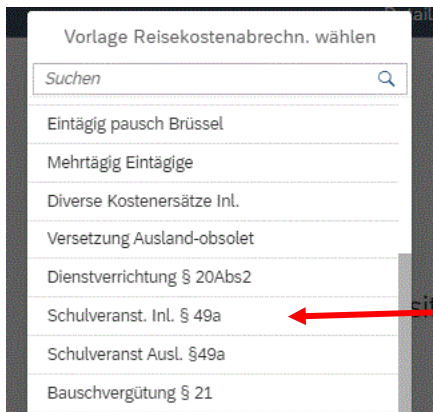 Vorlage Reisekostenabrechn. wählen
Suchen
Eintägig pausch Brüssel
Mehrtägig Eintägige
Diverse Kostenersätze Inl.
Versetzung Ausland-obsolet
Dienstverrichtung § 20Abs2
Schulveranst. Inl. § 49a
Schulveranst Ausl. §49a
Bauschvergütung § 21